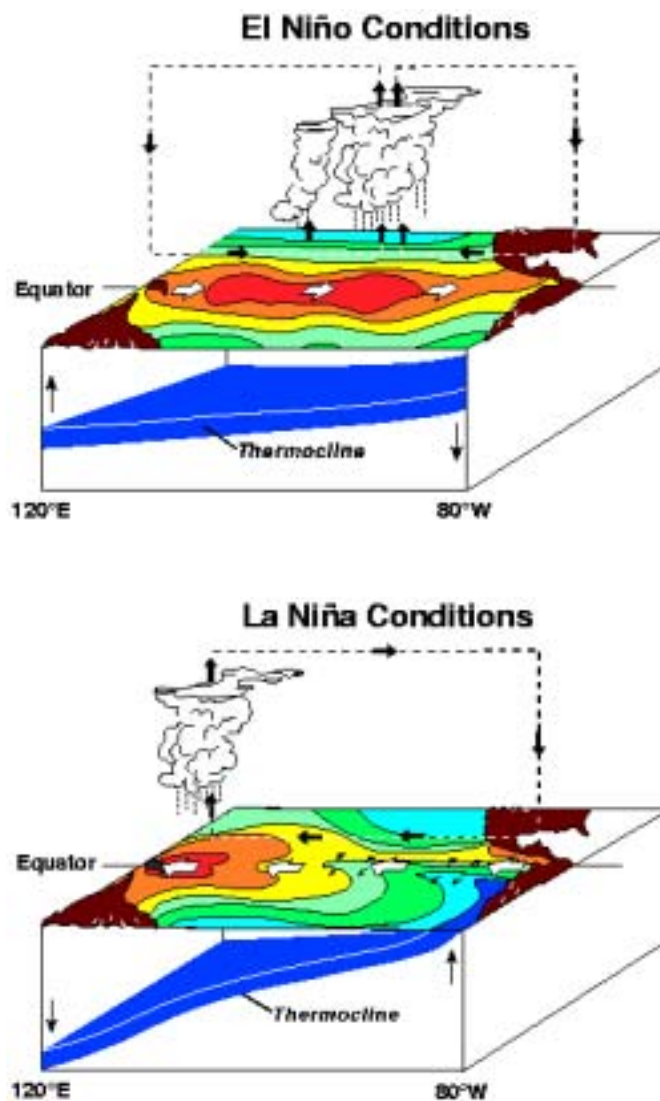 El Niño Conditions
Equator
Thermocline
120°E
80°W
La Niña Conditions
Equator
Thermocline
120°E
80°W